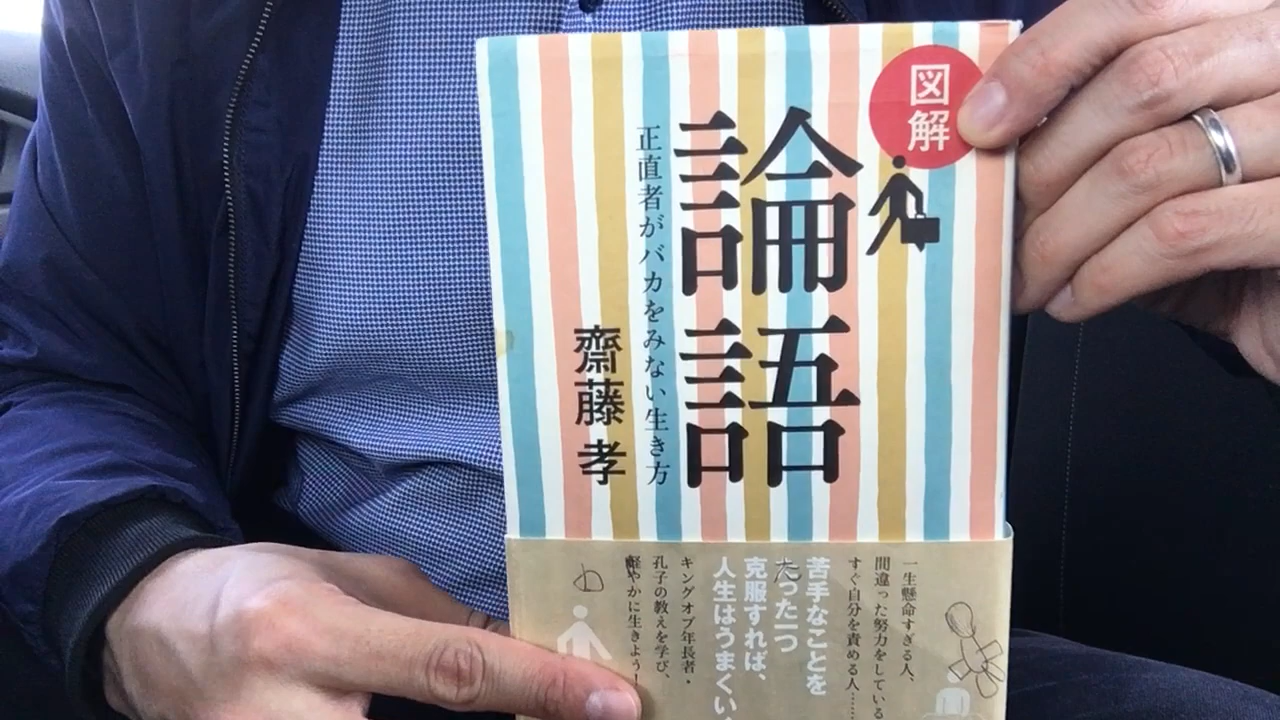 図解
論語
正直者がバカをみない生き方
齋藤 孝
一生懸命すぎる人、
間違った努力をしている
すぐ自分を責める人……
苦手なことを
たった一つ
克服すれば、
人生はうまくい
キングオブ年長者・
孔子の教えを学び、
軽やかに生きよう！